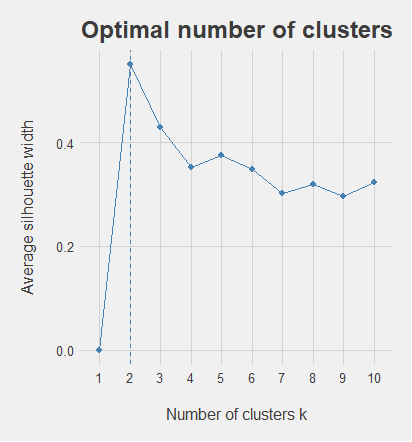 Optimal number of clusters
Average silhouette width
0.4
0.2
0.0
1 2 3 4 5 6 7 8 9 10
Number of clusters k